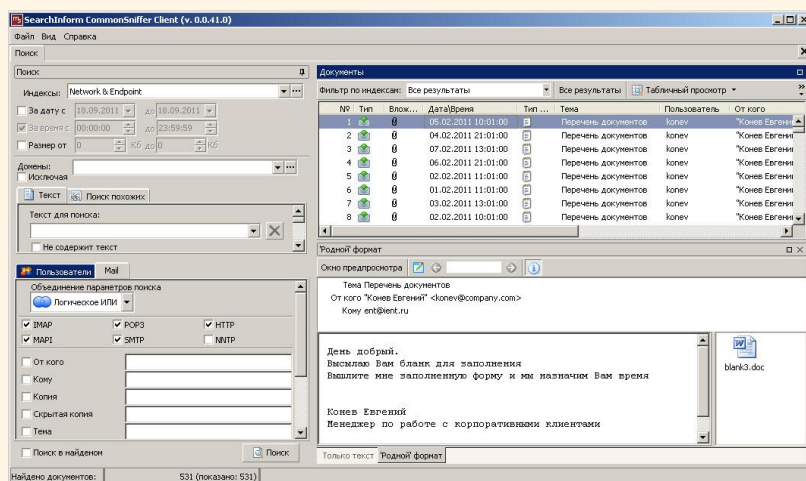 SearchInform CommonSniffer Client (v. 0.0.41.0)
Файл Вид Справка
Поиск
Поиск
Индексы: Network & Endpoint
За дату с 18.09.2011 до 18.09.2011
За время с 00:00:00 до 23:59:59
Размер от 0 Кб до 0 Кб
Домены:
Исключая
Текст Поиск похожих
Текст для поиска:
Не содержит текст
Пользователи Mail
Объединение параметров поиска
Логическое ИЛИ
IMAP POP3 HTTP
MAPI SMTP NNTP
От кого
Кому
Копия
Скрытая копия
Тема
Поиск в найденом Поиск
Найдено документов: 531 (показано: 531)
Документы
Фильтр по индексам: Все результаты Все результаты Табличный просмотр
№ Тип Влож... Дата\Время Тип ... Тема Пользователь От кого
1 05.02.2011 10:01:00 Перечень документов konev "Конев Евгени
2 04.02.2011 21:01:00 Перечень документов konev "Конев Евгени
3 07.02.2011 13:01:00 Перечень документов konev "Конев Евгени
4 06.02.2011 21:01:00 Перечень документов konev "Конев Евгени
5 02.02.2011 11:01:00 Перечень документов konev "Конев Евгени
6 01.02.2011 11:01:00 Перечень документов konev "Конев Евгени
7 03.02.2011 13:01:00 Перечень документов konev "Конев Евгени
8 02.02.2011 10:01:00 Перечень документов konev "Конев Евгени
'Родной' формат
Окно предпросмотра
Тема Перечень документов
От кого "Конев Евгений" <konev@company.com>
Кому ent@ient.ru
День добрый.
Высылаю Вам бланк для заполнения
Вышлите мне заполненную форму и мы назначим Вам время
Конев Евгений
Менеджер по работе с корпоративными клиентами
blank3.doc
Только текст 'Родной' формат